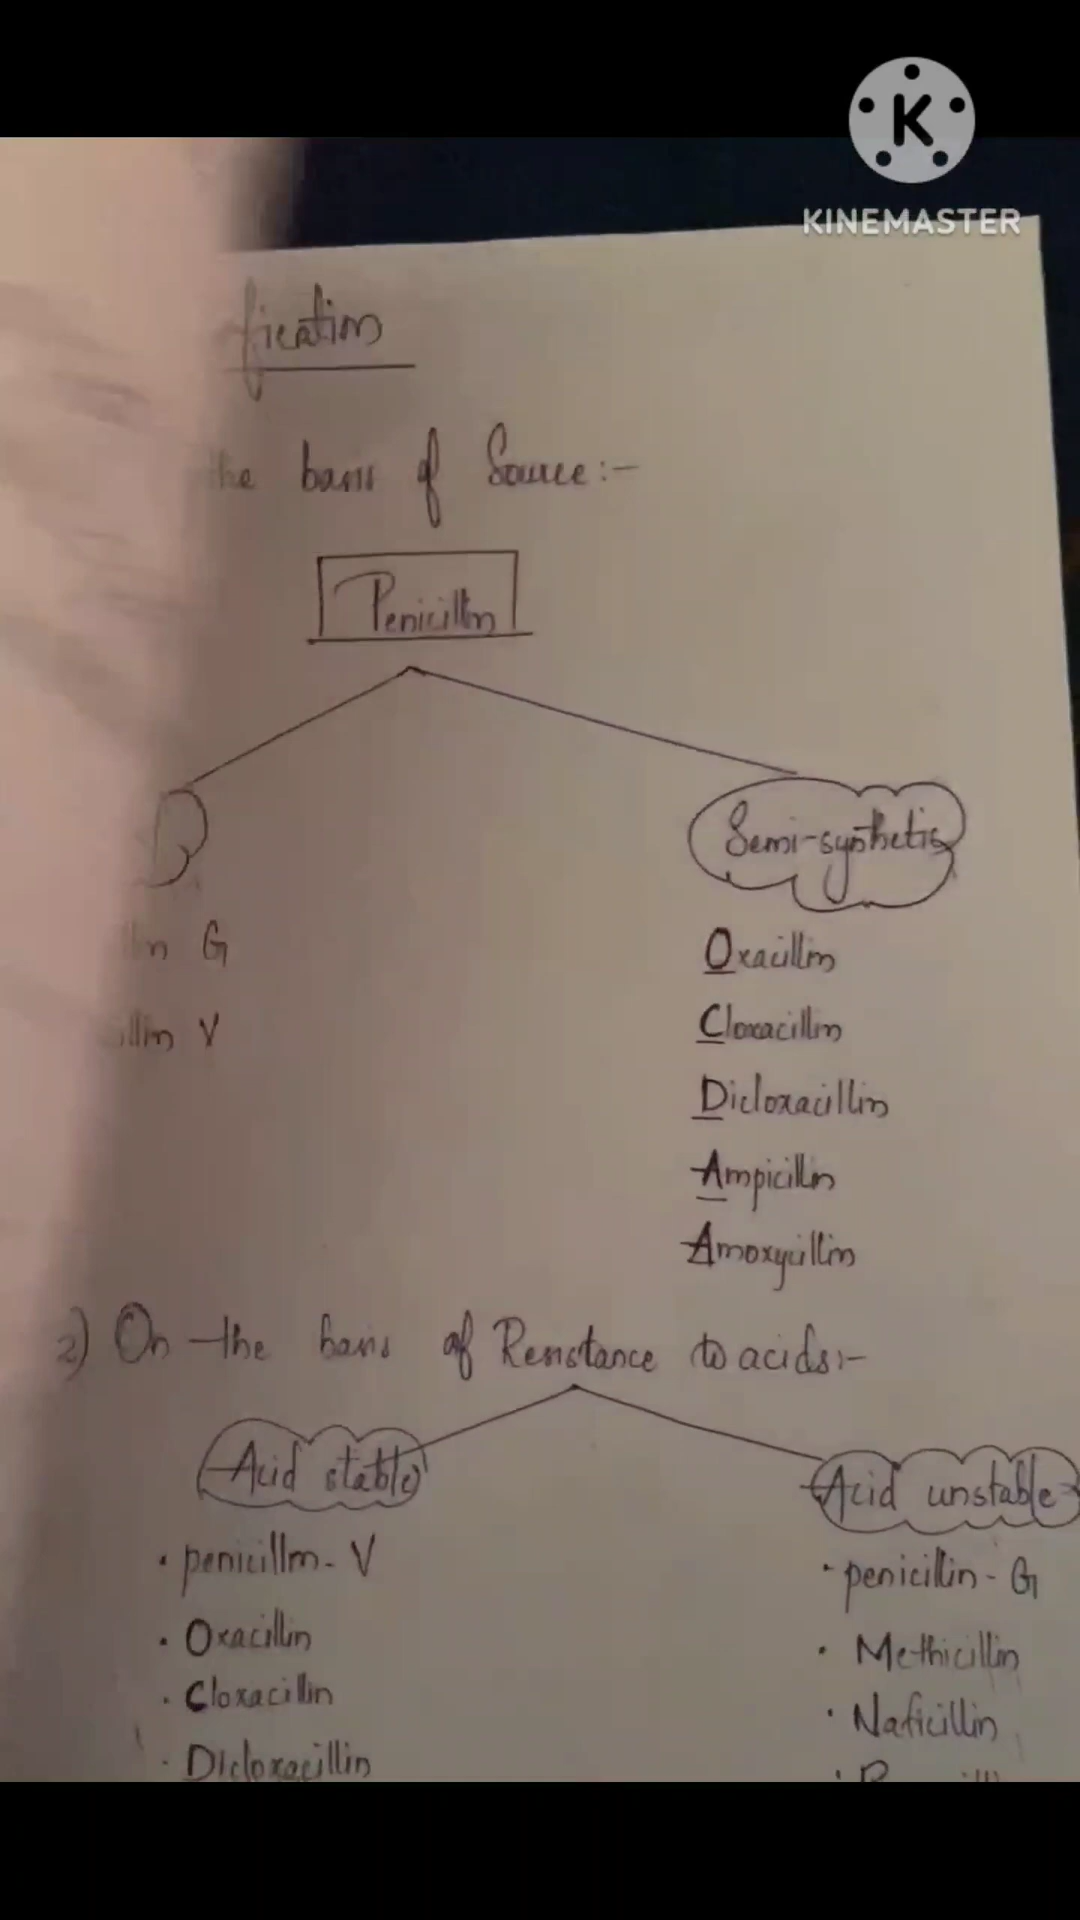 KINEMASTER
fication
the basis of Source:-
Penicillin
Semi-synthetic
G
Oxacillin
V
Cloxacillin
Dicloxacillin
Ampicillin
Amoxycillin
2) On the basis of Resistance to acids:-
Acid stable
Acid unstable
• penicillin - V
• penicillin - G
• Oxacillin
• Methicillin
• Cloxacillin
• Naficillin
• Dicloxacillin